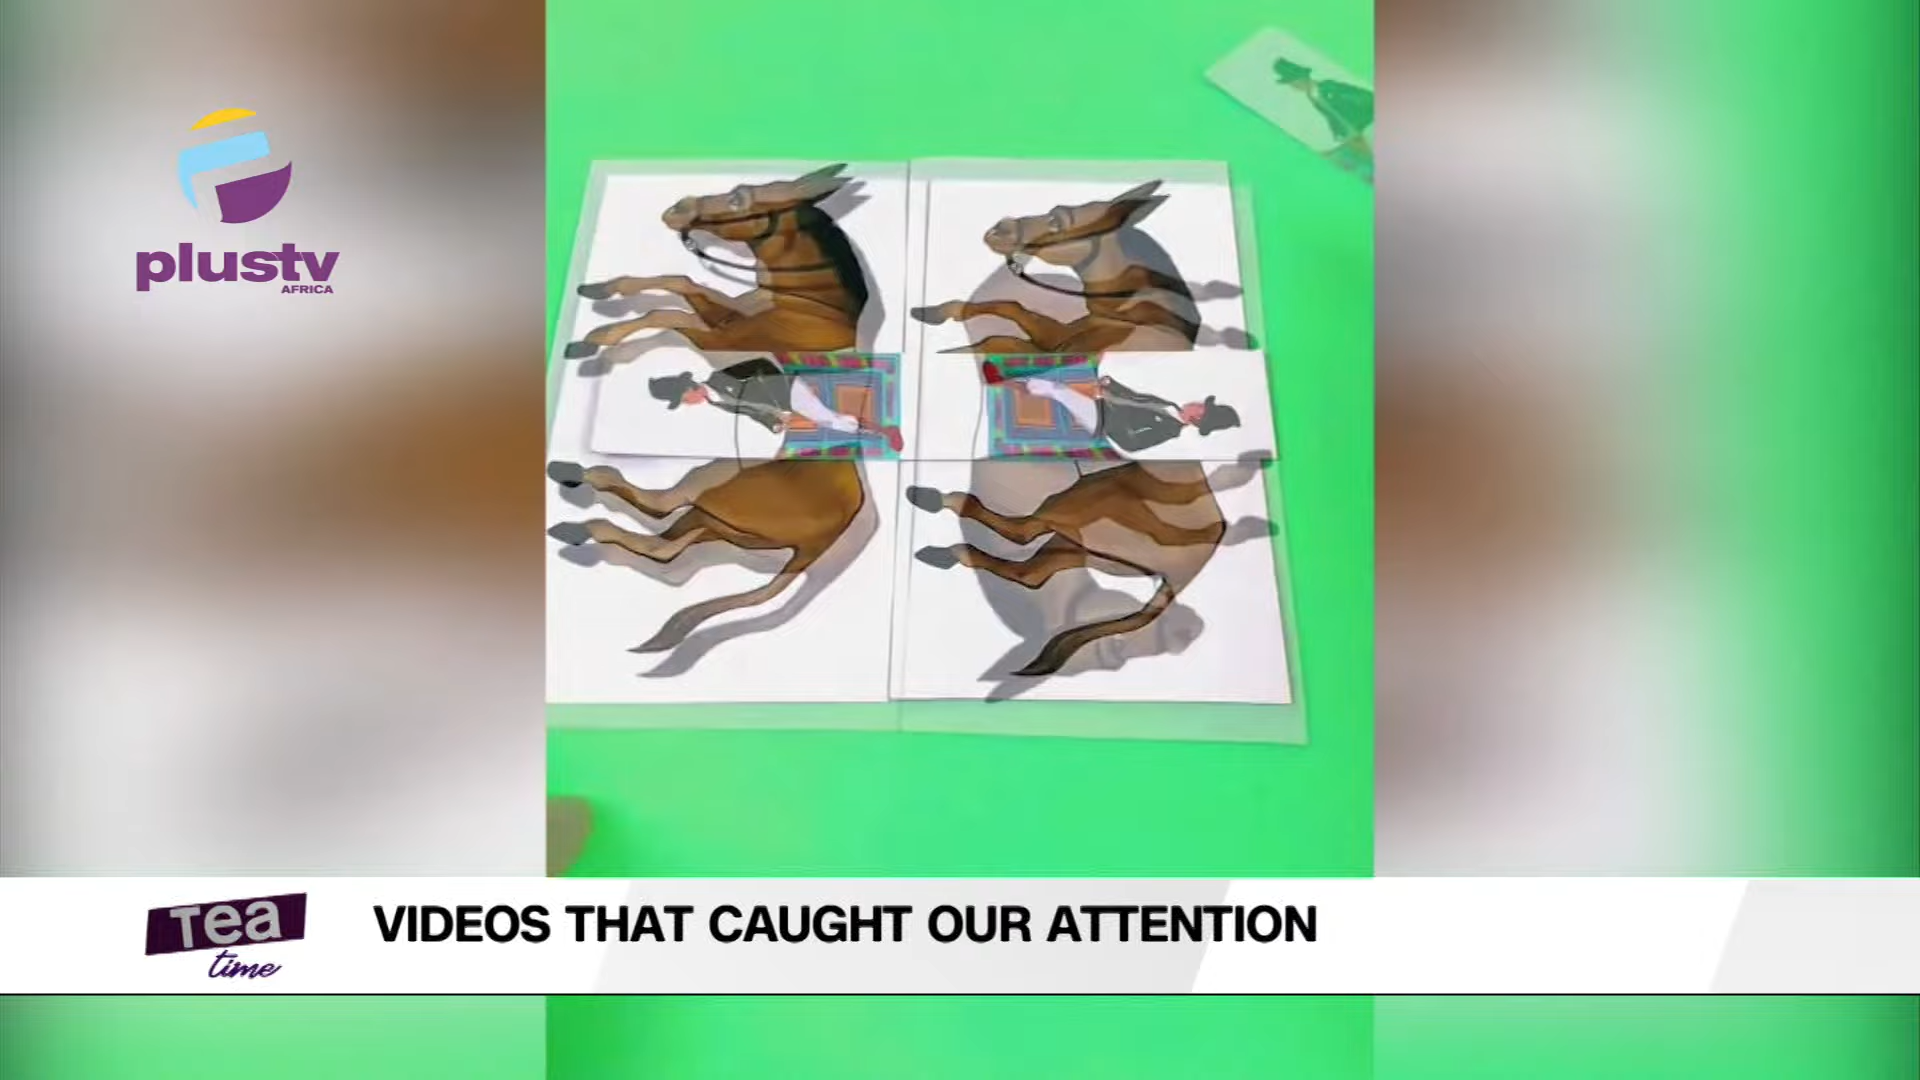 plustv
AFRICA
Tea
time
VIDEOS THAT CAUGHT OUR ATTENTION